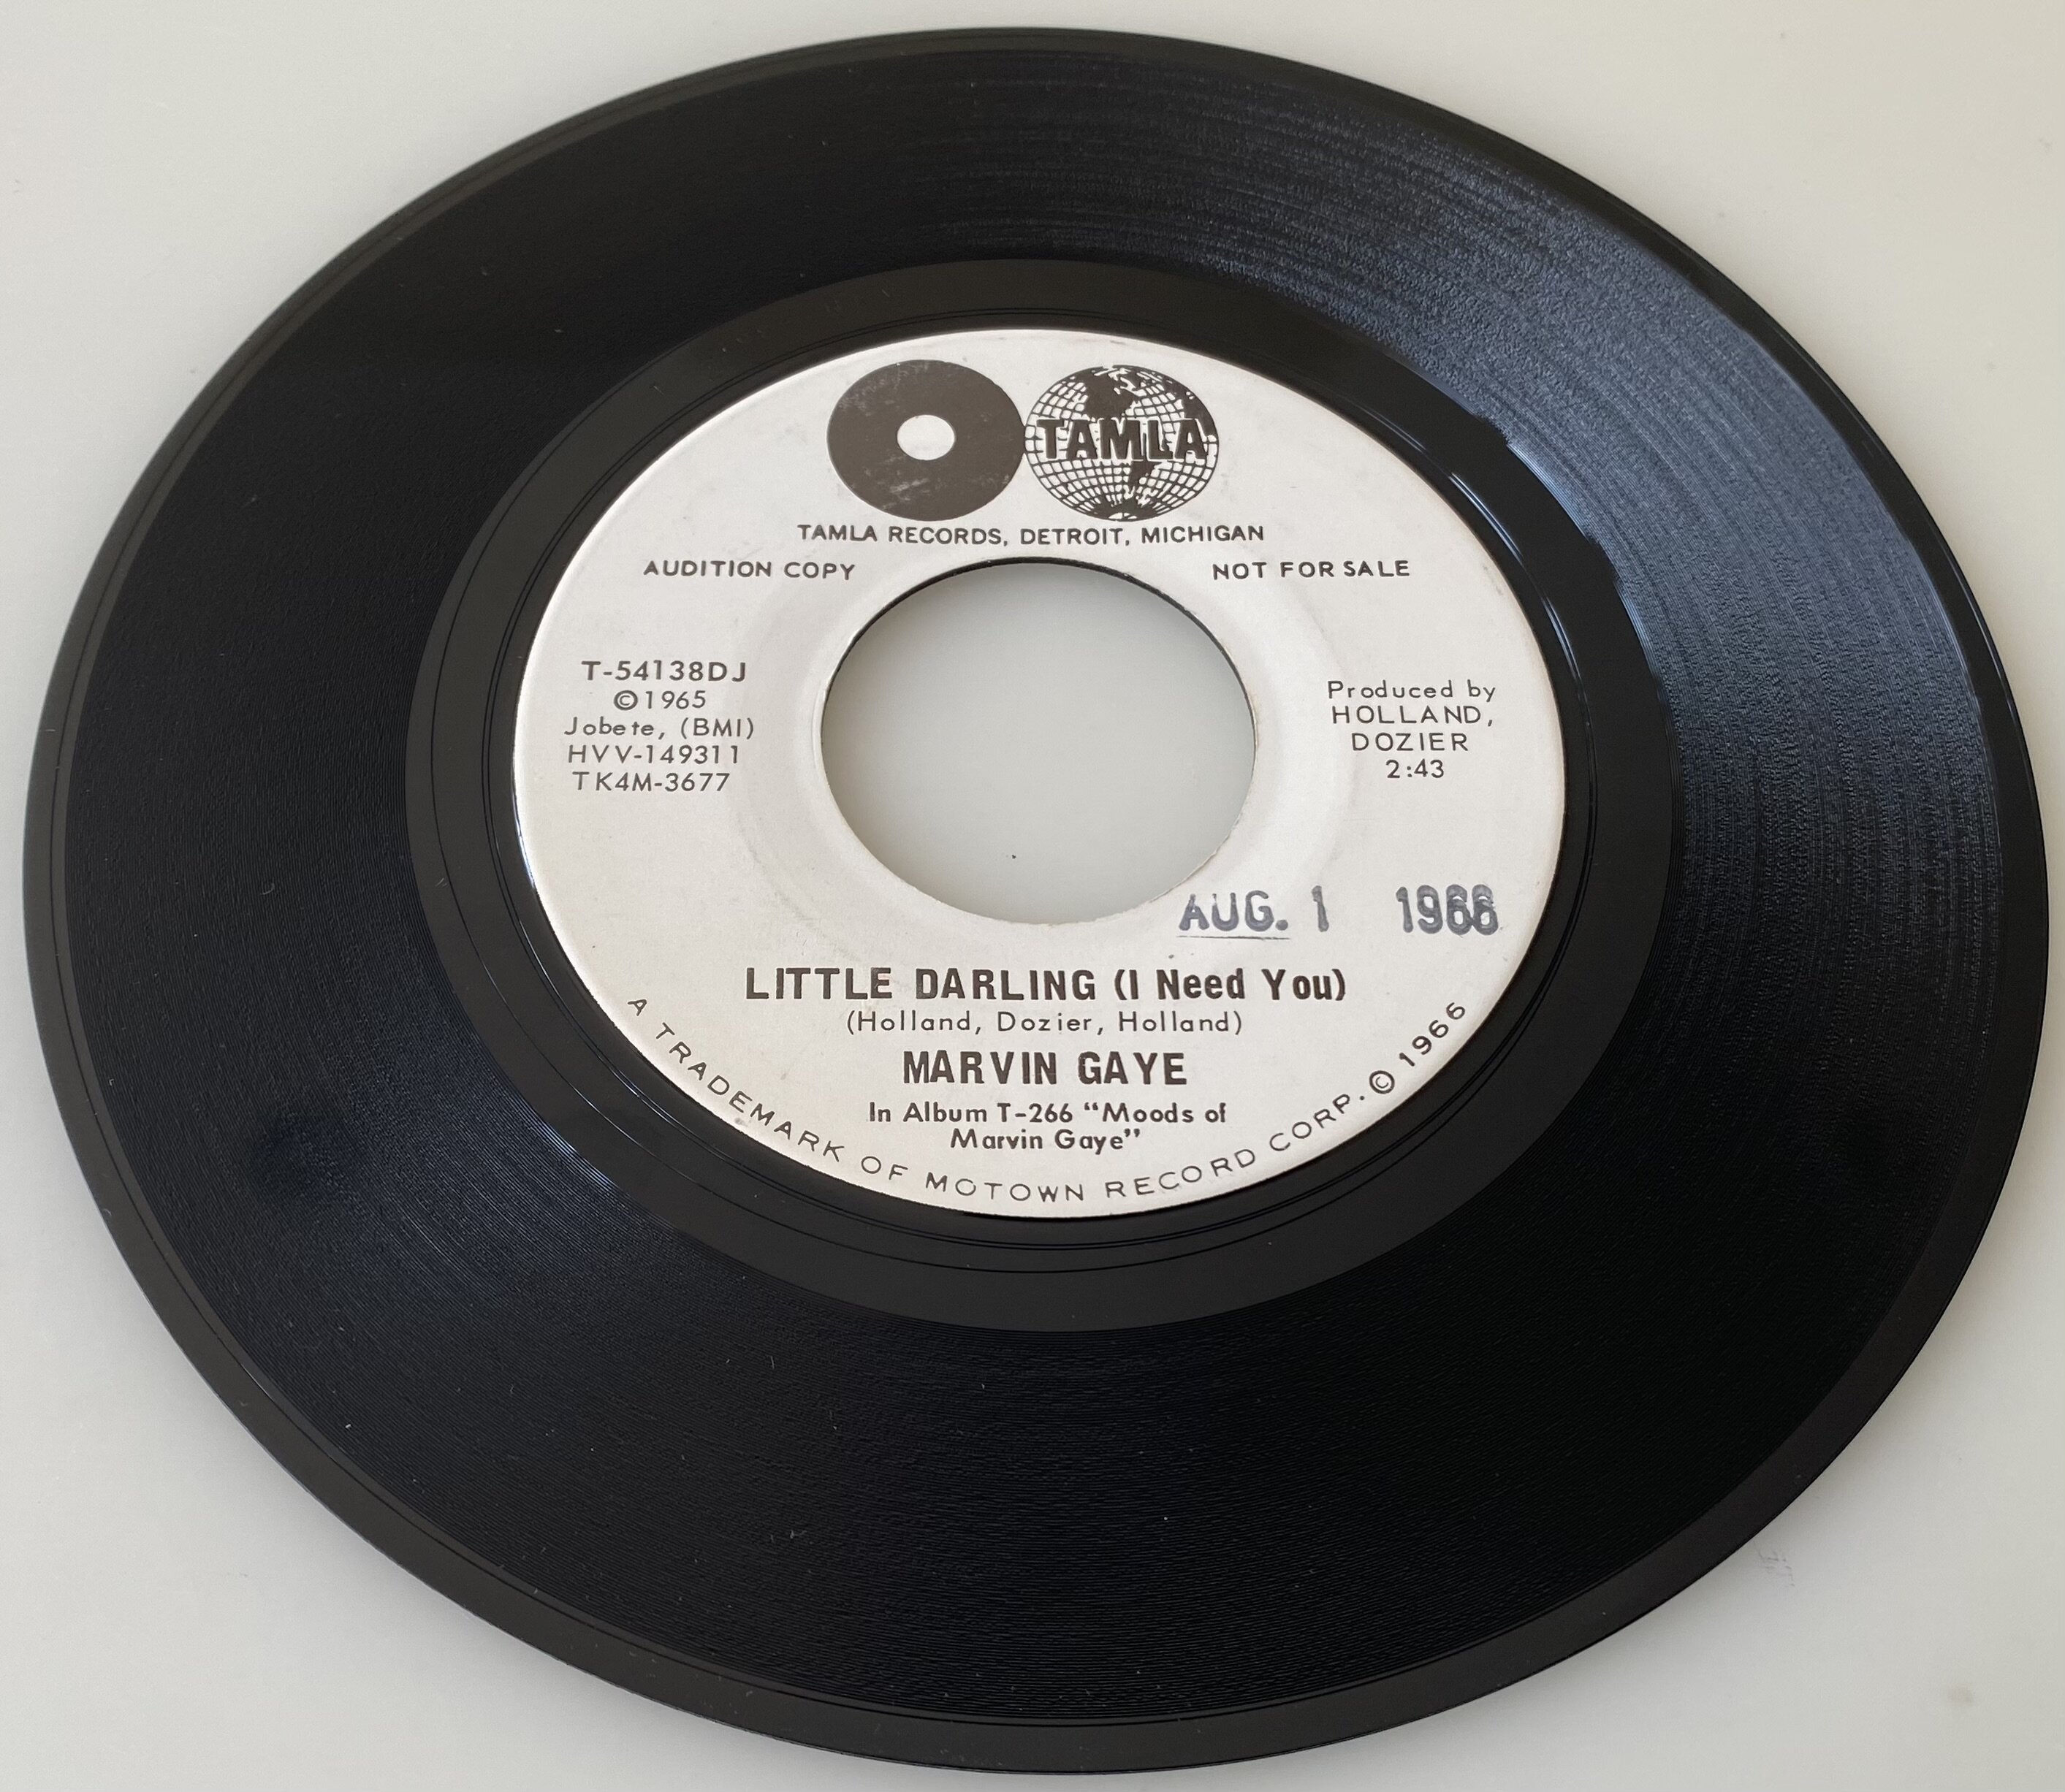 TAMLA
TAMLA RECORDS, DETROIT, MICHIGAN
AUDITION COPY
NOT FOR SALE
T-54138DJ
©1965
Jobete, (BMI)
HVV-149311
TK4M-3677
Produced by
HOLLAND,
DOZIER
2:43
AUG. 1 1966
LITTLE DARLING (I Need You)
(Holland, Dozier, Holland)
MARVIN GAYE
In Album T-266 “Moods of
Marvin Gaye”
A TRADEMARK OF MOTOWN RECORD CORP. © 1966